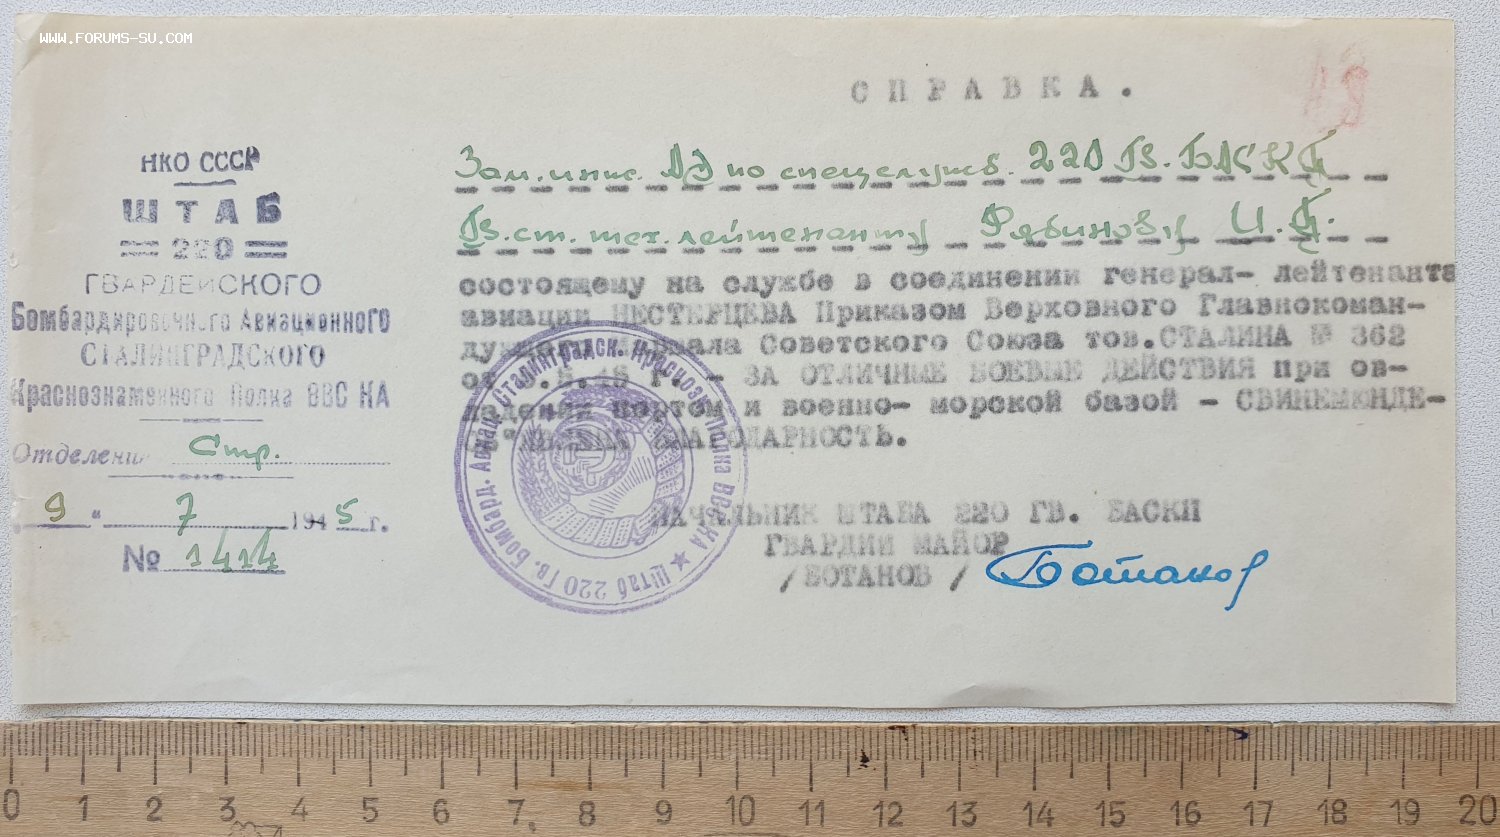 WWW.FORUMS-SU.COM
СПРАВКА.
НКО СССР
ШТАБ
220
ГВАРДЕЙСКОГО
Бомбардировочного Авиационного
СТАЛИНГРАДСКОГО
Краснознаменного Полка ВВС КА
Отделение Стр.
"9" 7 1945 г.
№ 1414
Зам. инж. АЭ по спецслужб. 220 Гв. БАСКП
Гв. ст. тех. лейтенанту И.П.
состоящему на службе в соединении генерал- лейтенанта
авиации НЕСТЕРЦЕВА Приказом Верховного Главнокоман-
дующего Маршала Советского Союза тов.СТАЛИНА № 362
от г. - ЗА ОТЛИЧНЫЕ БОЕВЫЕ ДЕЙСТВИЯ при ов-
ладении портом и военно- морской базой - СВИНЕМЮНДЕ-
БЛАГОДАРНОСТЬ.
НАЧАЛЬНИК ШТАБА 220 ГВ. БАСКП
ГВАРДИИ МАЙОР
/БОТАНОВ / Ботанов
★ Штаб 220 Гв. Бомбард. Авиац. Сталинградск. Краснозн. Полка ВВС КА
0 1 2 3 4 5 6 7 8 9 10 11 12 13 14 15 16 17 18 19 20